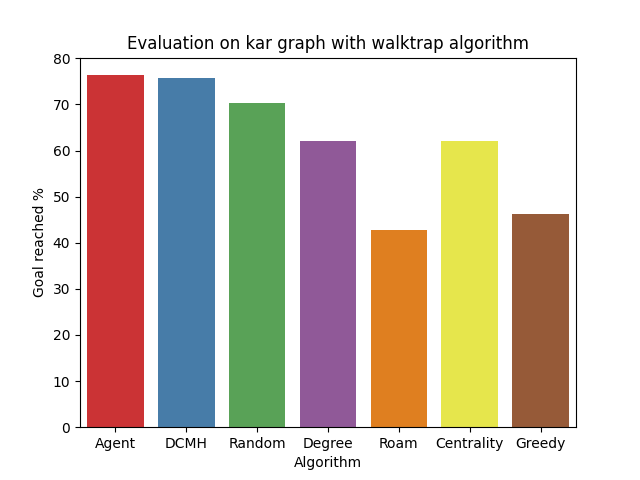 Evaluation on kar graph with walktrap algorithm
80
70
60
50
40
30
20
10
0
Goal reached %
Agent DCMH Random Degree Roam Centrality Greedy
Algorithm